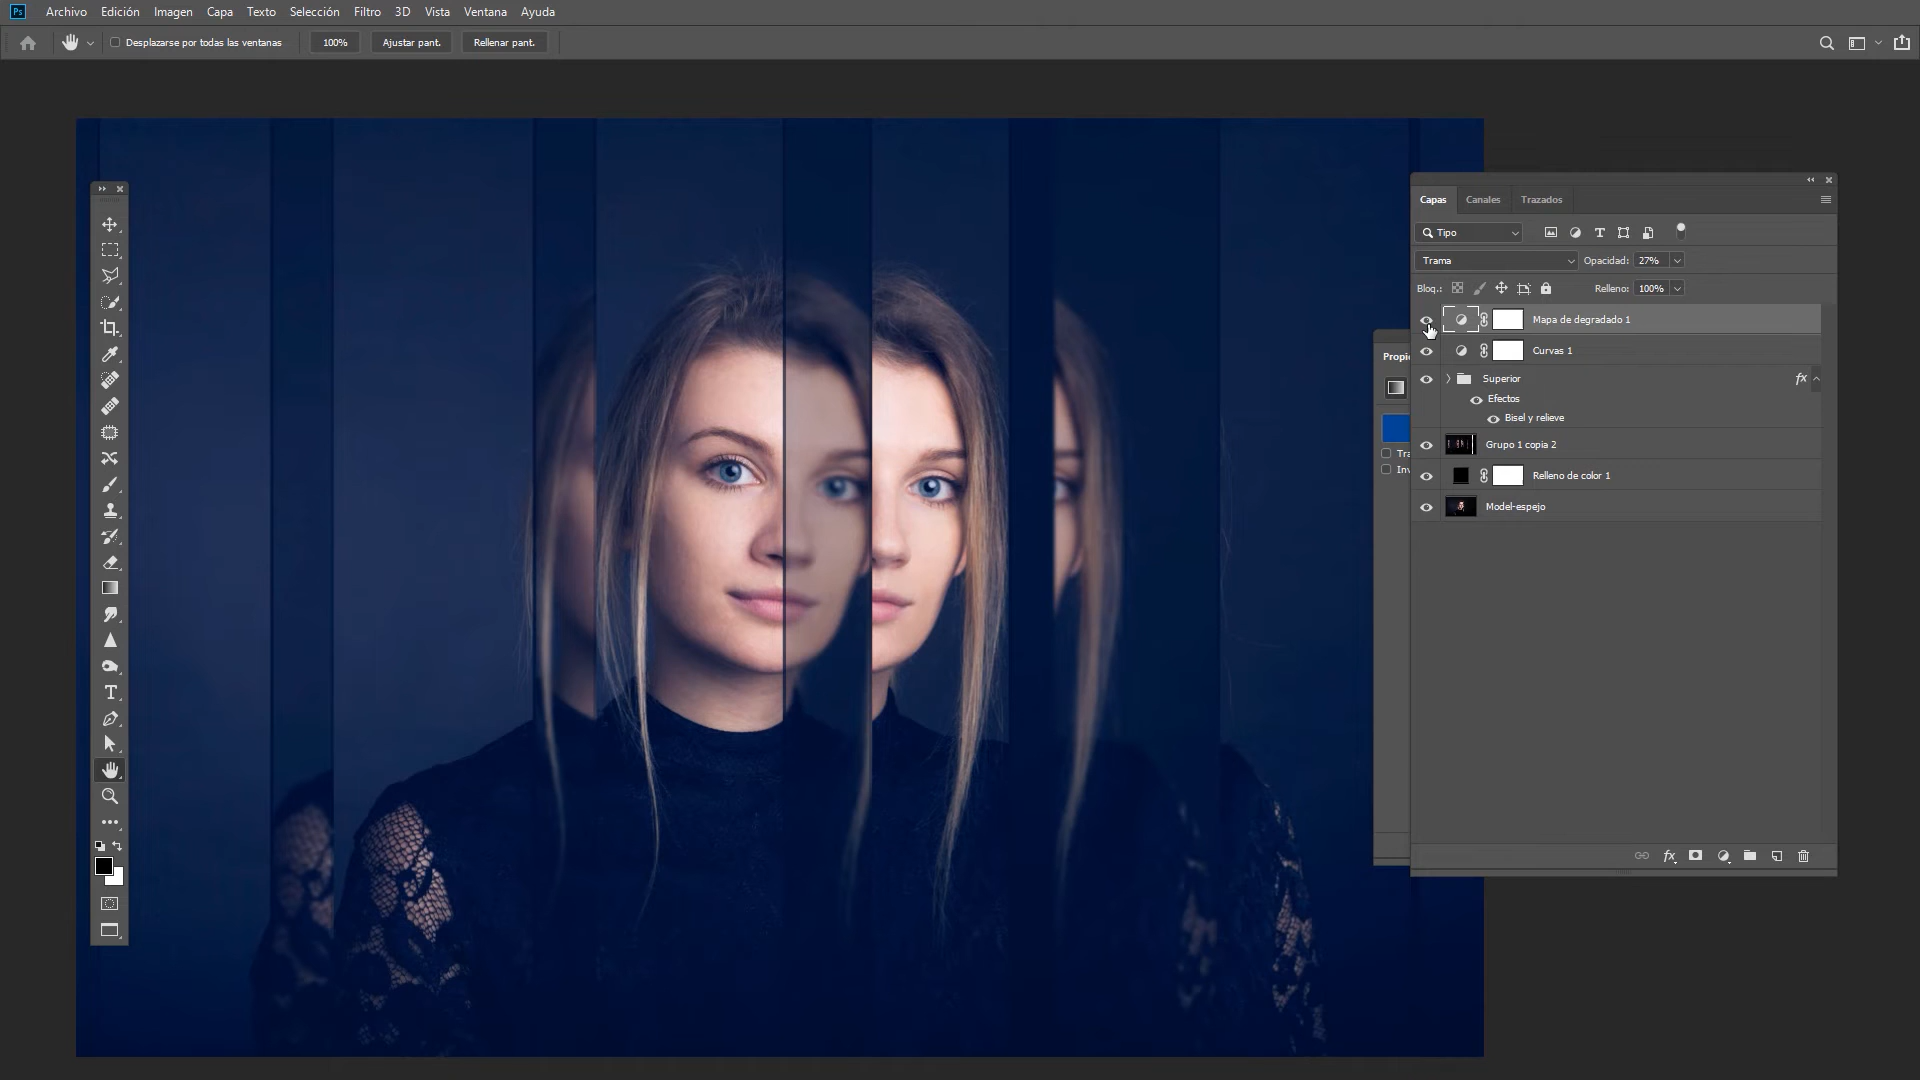 Ps Archivo Edición Imagen Capa Texto Selección Filtro 3D Vista Ventana Ayuda
Desplazarse por todas las ventanas 100% Ajustar pant. Rellenar pant.
Capas Canales Trazados
Tipo
Trama Opacidad: 27%
Bloq.: Relleno: 100%
Mapa de degradado 1
Curvas 1
Superior fx
Efectos
Bisel y relieve
Grupo 1 copia 2
Relleno de color 1
Model-espejo
fx
Propie
Tra
Inv